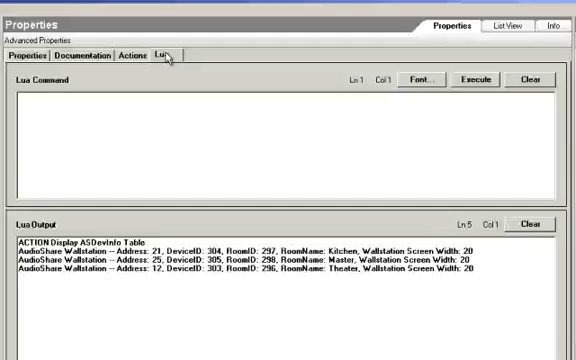 Properties
Properties List View Info
Advanced Properties
Properties Documentation Actions Lua
Lua Command Ln 1 Col 1 Font... Execute Clear
Lua Output Ln 5 Col 1 Clear
ACTION Display ASDevInfo Table
AudioShare Wallstation -- Address: 21, DeviceID: 304, RoomID: 297, RoomName: Kitchen, Wallstation Screen Width: 20
AudioShare Wallstation -- Address: 25, DeviceID: 305, RoomID: 298, RoomName: Master, Wallstation Screen Width: 20
AudioShare Wallstation -- Address: 12, DeviceID: 303, RoomID: 296, RoomName: Theater, Wallstation Screen Width: 20